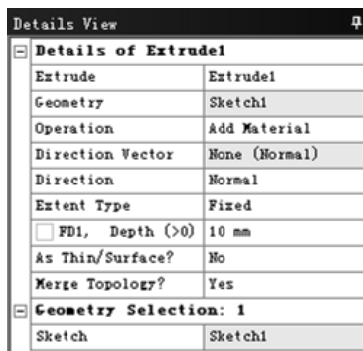 Details View
Details of Extrude1
Extrude Extrude1
Geometry Sketch1
Operation Add Material
Direction Vector None (Normal)
Direction Normal
Extent Type Fixed
FD1, Depth (>0) 10 mm
As Thin/Surface? No
Merge Topology? Yes
Geometry Selection: 1
Sketch Sketch1